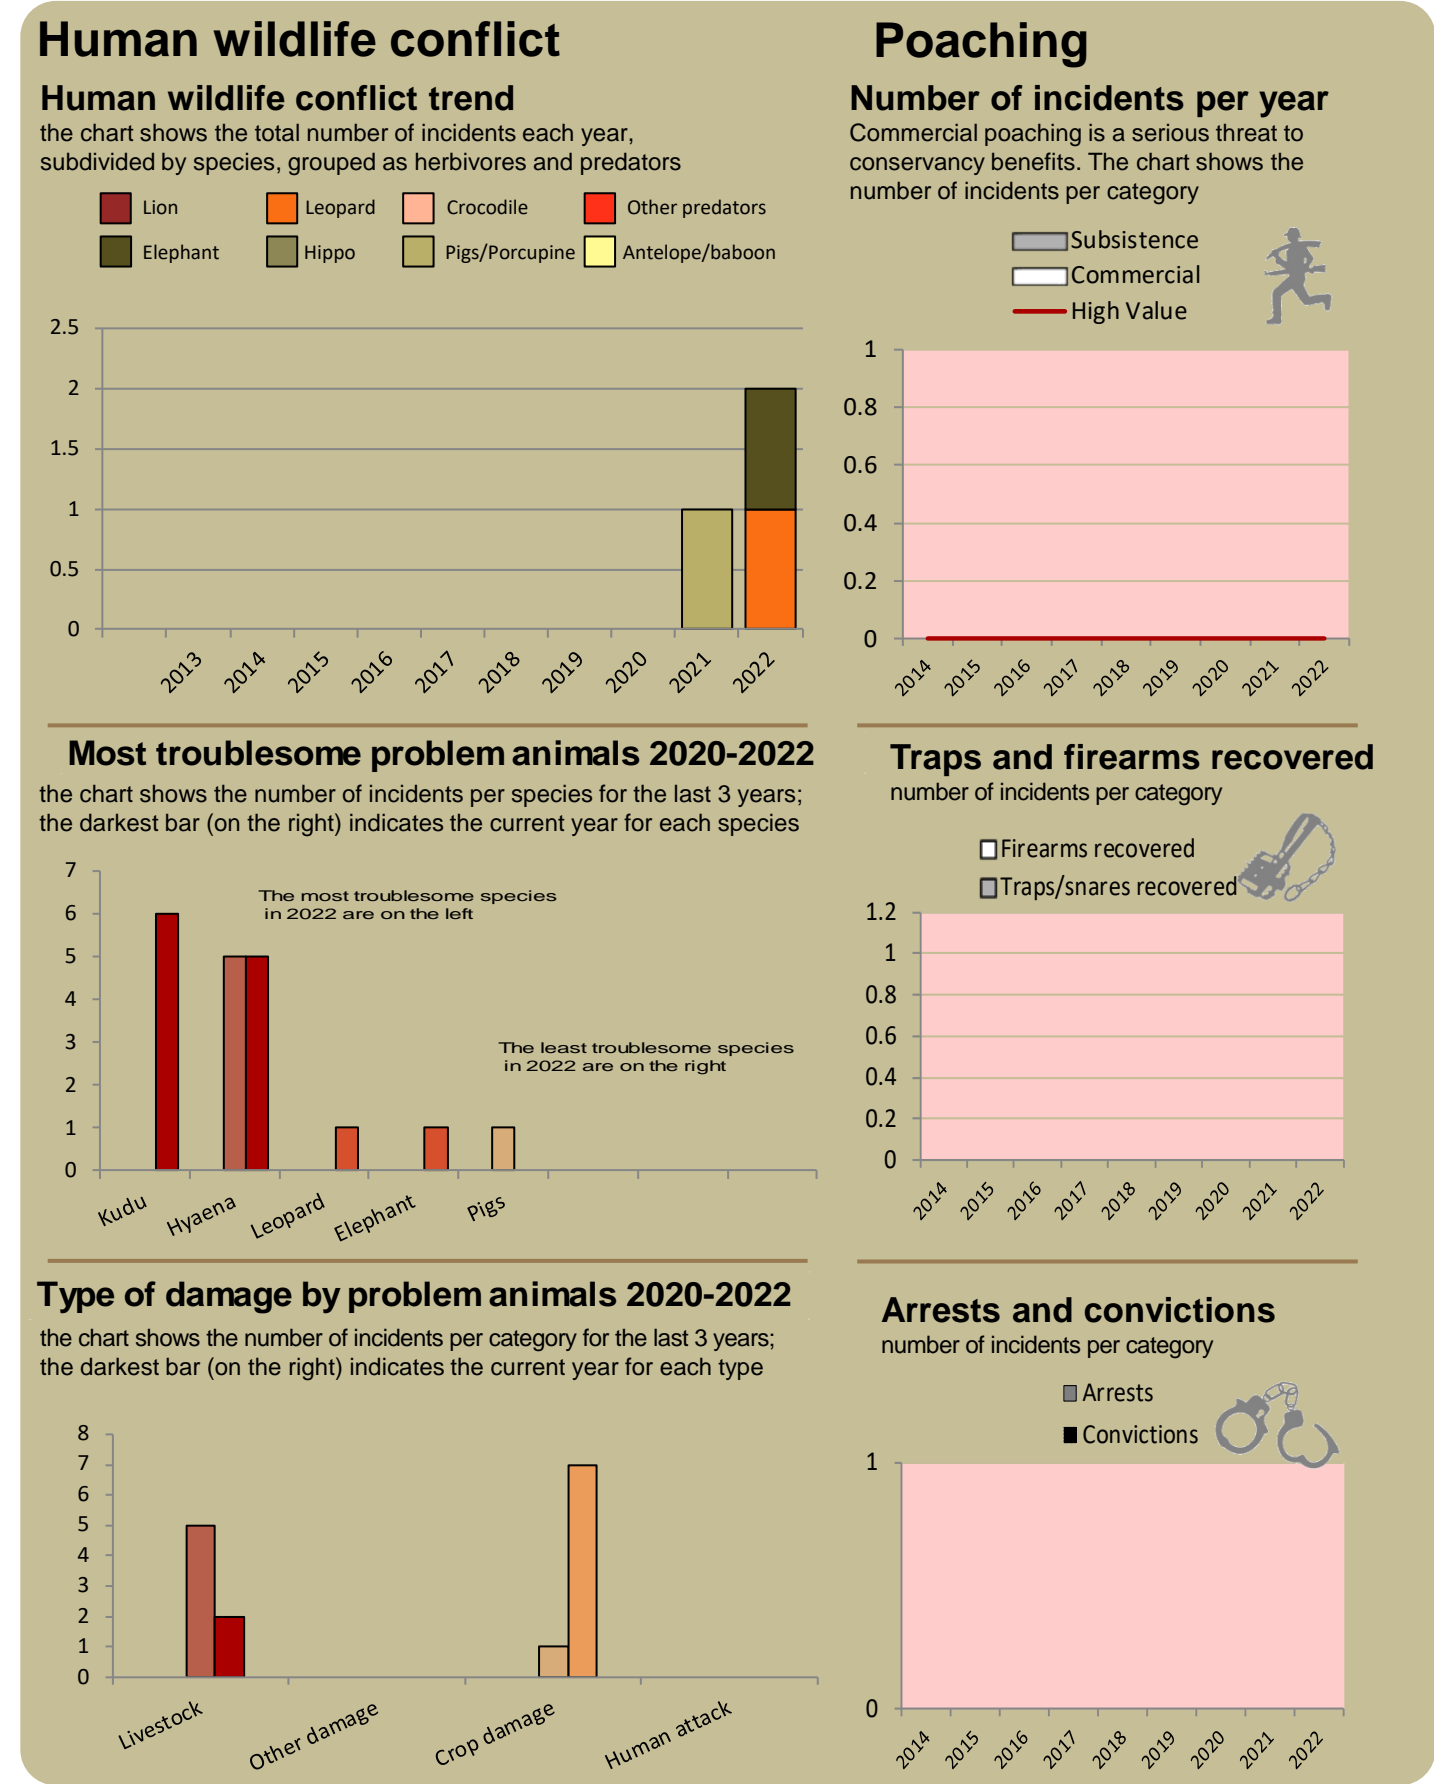 Human wildlife conflict
Human wildlife conflict trend
the chart shows the total number of incidents each year,
subdivided by species, grouped as herbivores and predators
Lion
Leopard
Crocodile
Other predators
Elephant
Hippo
Pigs/Porcupine
Antelope/baboon
2.5
2
1.5
1
0.5
0
2013
2014
2015
2016
2017
2018
2019
2020
2021
2022
Most troublesome problem animals 2020-2022
the chart shows the number of incidents per species for the last 3 years;
the darkest bar (on the right) indicates the current year for each species
The most troublesome species
in 2022 are on the left
The least troublesome species
in 2022 are on the right
7
6
5
4
3
2
1
0
Kudu
Hyaena
Leopard
Elephant
Pigs
Type of damage by problem animals 2020-2022
the chart shows the number of incidents per category for the last 3 years;
the darkest bar (on the right) indicates the current year for each type
8
7
6
5
4
3
2
1
0
Livestock
Other damage
Crop damage
Human attack
Poaching
Number of incidents per year
Commercial poaching is a serious threat to
conservancy benefits. The chart shows the
number of incidents per category
Subsistence
Commercial
High Value
1
0.8
0.6
0.4
0.2
0
2014
2015
2016
2017
2018
2019
2020
2021
2022
Traps and firearms recovered
number of incidents per category
Firearms recovered
Traps/snares recovered
1.2
1
0.8
0.6
0.4
0.2
0
2014
2015
2016
2017
2018
2019
2020
2021
2022
Arrests and convictions
number of incidents per category
Arrests
Convictions
1
0
2014
2015
2016
2017
2018
2019
2020
2021
2022